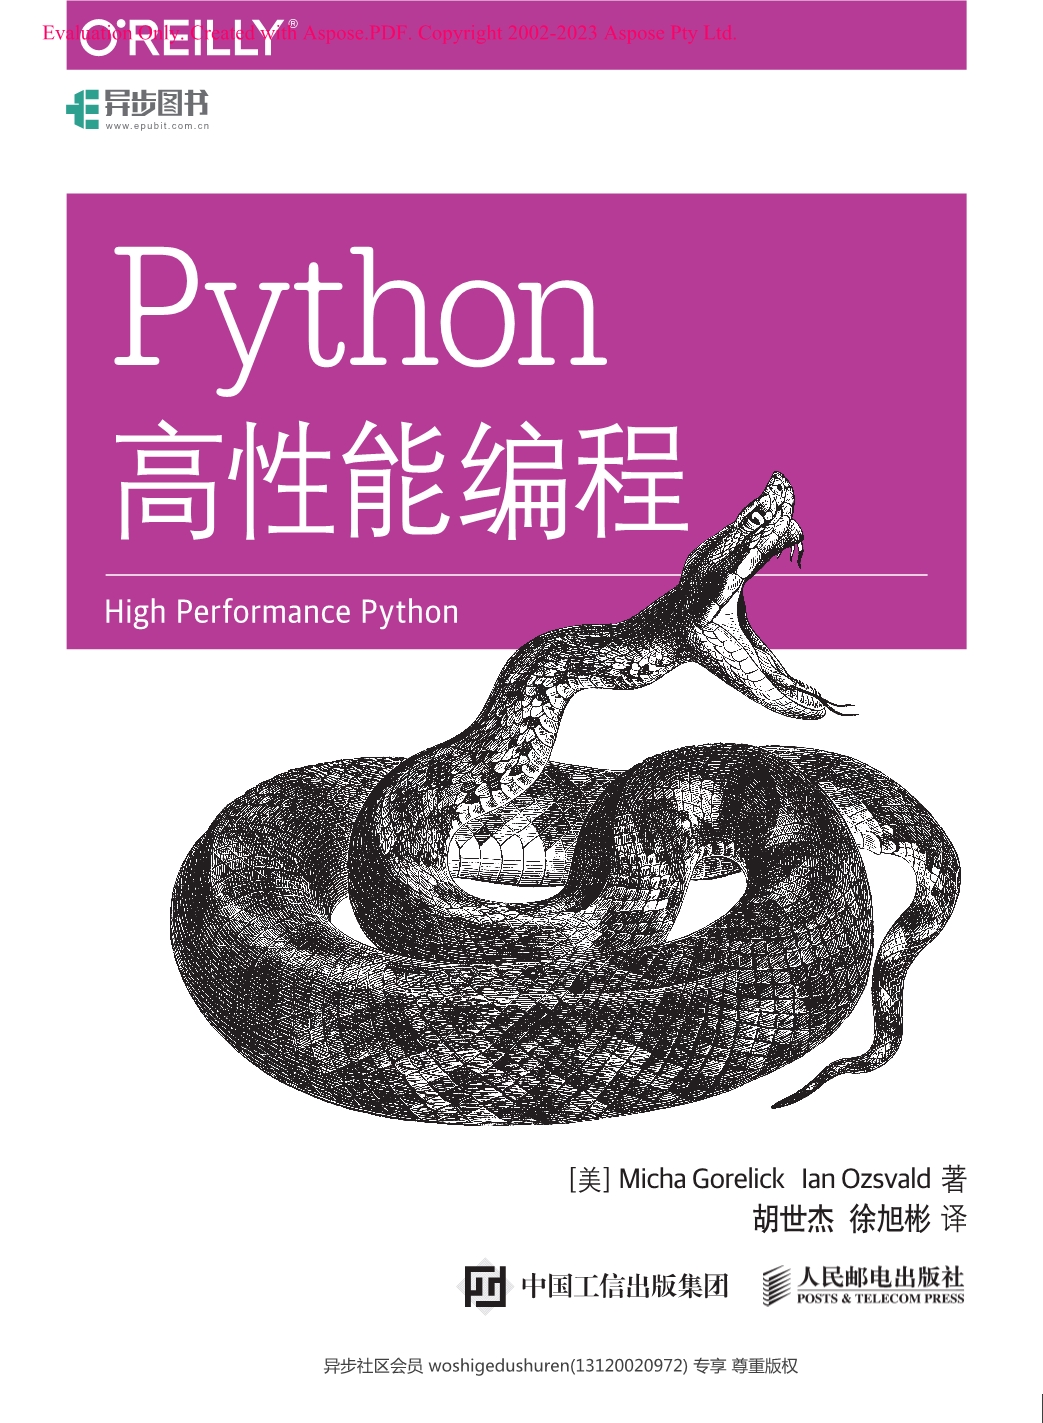 Evaluation Only. Created with Aspose.PDF. Copyright 2002-2023 Aspose Pty Ltd.
O'REILLY®
异步图书
www.epubit.com.cn
Python
高性能编程
High Performance Python
[美] Micha Gorelick Ian Ozsvald 著
胡世杰 徐旭彬 译
中国工信出版集团 人民邮电出版社
POSTS & TELECOM PRESS
异步社区会员 woshigedushuren(13120020972) 专享 尊重版权